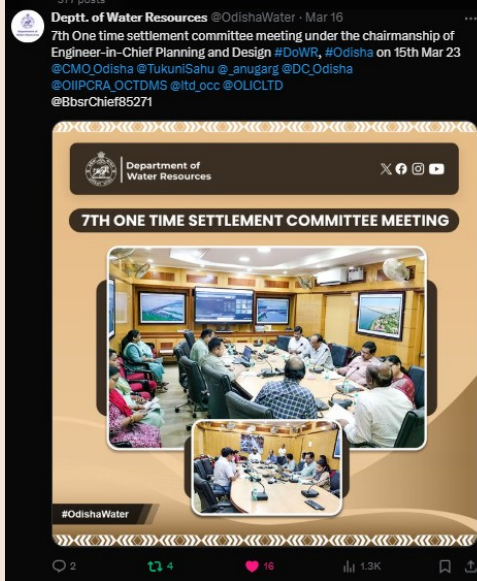 377 posts
Deptt. of Water Resources @OdishaWater · Mar 16
7th One time settlement committee meeting under the chairmanship of
Engineer-in-Chief Planning and Design #DoWR, #Odisha on 15th Mar 23
@CMO_Odisha @TukuniSahu @_anugarg @DC_Odisha
@OIIPCRA_OCTDMS @ltd_occ @OLICLTD
@BbsrChief85271
Department of
Water Resources
7TH ONE TIME SETTLEMENT COMMITTEE MEETING
#OdishaWater
2 4 16 1.3K